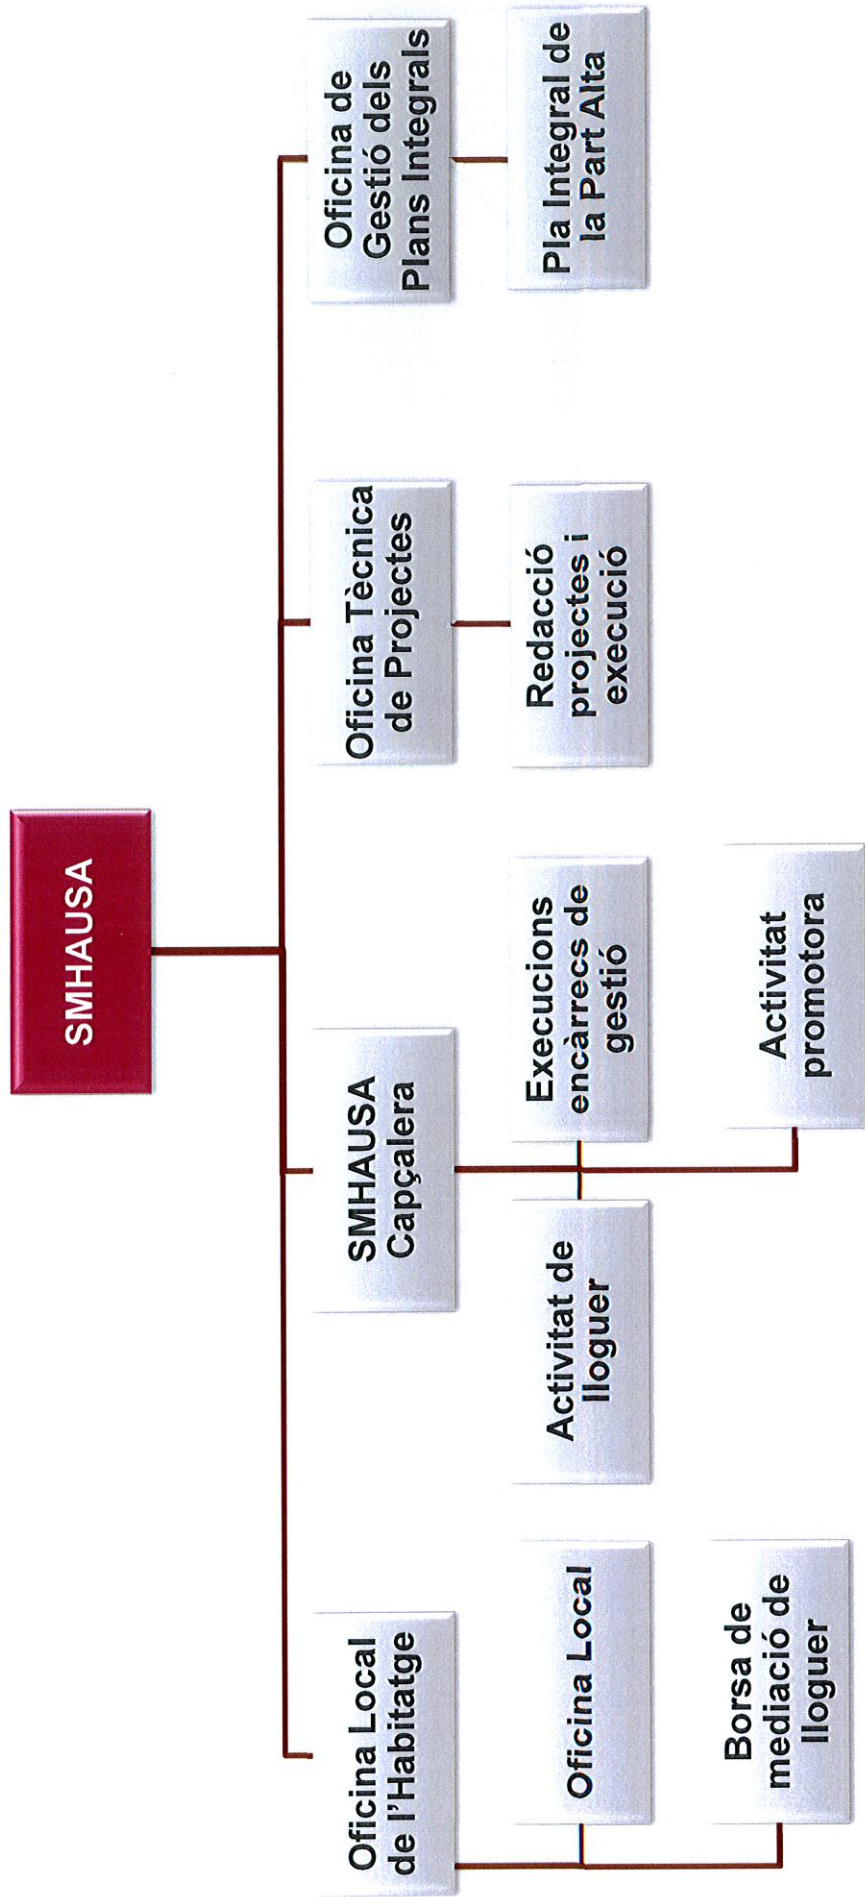 SMHAUSA
Oficina Local
de l'Habitatge
SMHAUSA
Capçalera
Oficina Tècnica
de Projectes
Oficina de
Gestió dels
Plans Integrals
Oficina Local
Activitat de
lloguer
Execucions
encàrrecs de
gestió
Redacció
projectes i
execució
Pla Integral de
la Part Alta
Borsa de
mediació de
lloguer
Activitat
promotora